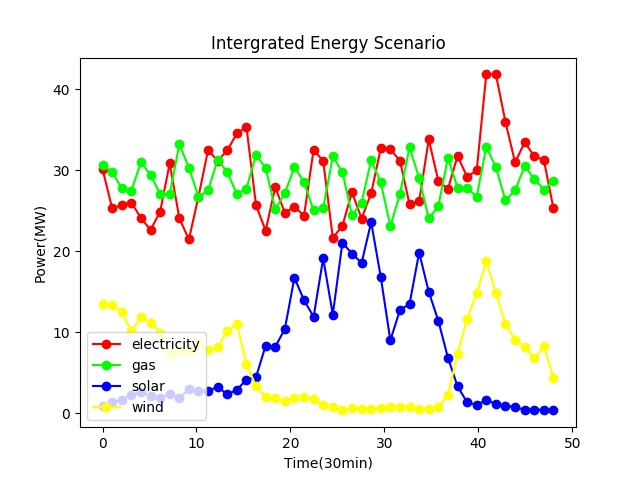 Intergrated Energy Scenario
Power(MW)
40
30
20
10
0
electricity
gas
solar
wind
0 10 20 30 40 50
Time(30min)